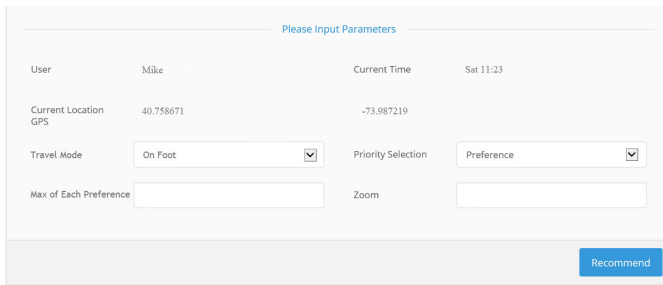 Please Input Parameters
User Mike Current Time Sat 11:23
Current Location GPS 40.758671 -73.987219
Travel Mode On Foot Priority Selection Preference
Max of Each Preference Zoom
Recommend